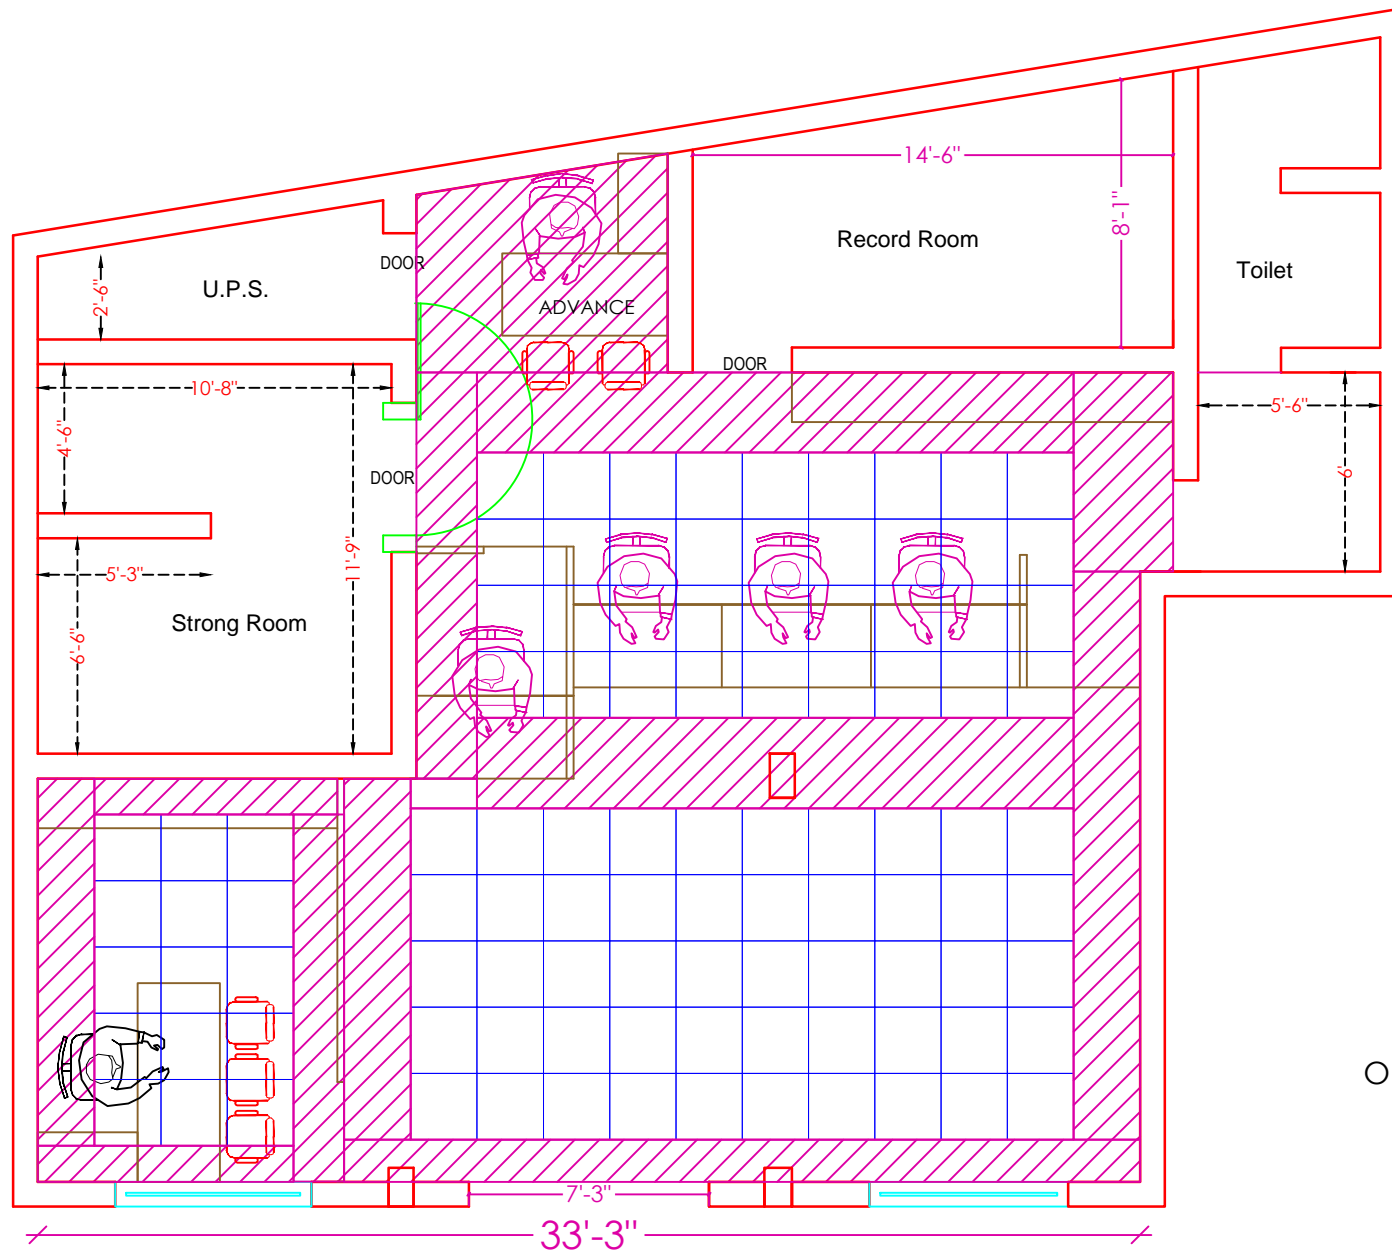 14'-6"
8'-1"
Record Room
DOOR
Toilet
U.P.S.
2'-6"
ADVANCE
DOOR
10'-8"
5'-6"
4'-6"
DOOR
6'
11'-9"
5'-3"
Strong Room
6'-6"
7'-3"
33'-3"